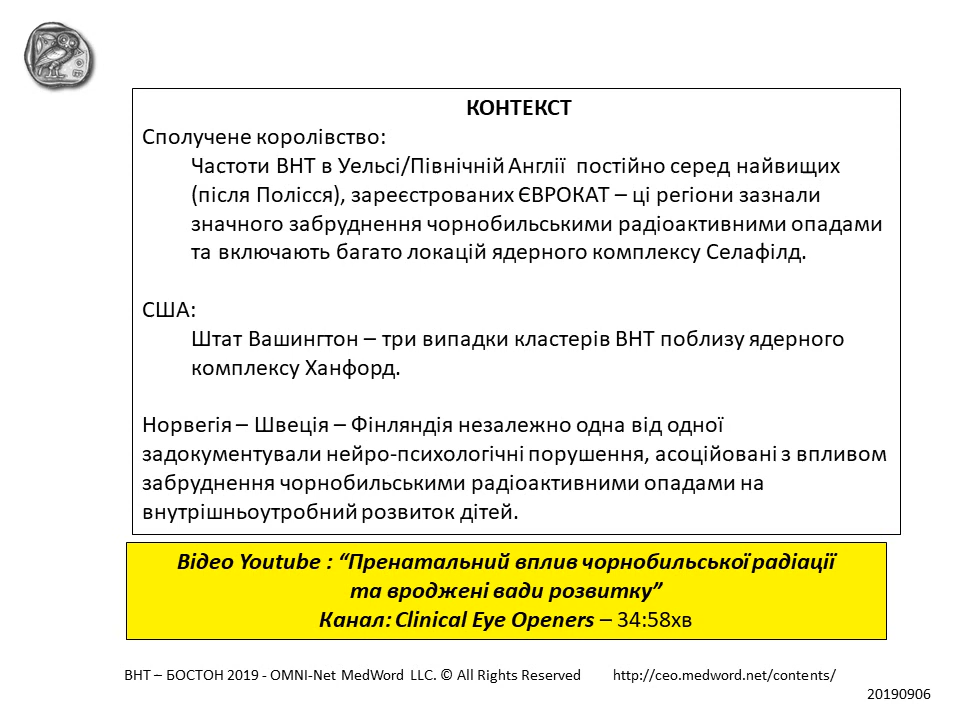 КОНТЕКСТ
Сполучене королівство:
Частоти ВНТ в Уельсі/Північній Англії постійно серед найвищих
(після Полісся), зареєстрованих ЄВРОКАТ – ці регіони зазнали
значного забруднення чорнобильськими радіоактивними опадами
та включають багато локацій ядерного комплексу Селафілд.
США:
Штат Вашингтон – три випадки кластерів ВНТ поблизу ядерного
комплексу Ханфорд.
Норвегія – Швеція – Фінляндія незалежно одна від одної
задокументували нейро-психологічні порушення, асоційовані з впливом
забруднення чорнобильськими радіоактивними опадами на
внутрішньоутробний розвиток дітей.
Відео Youtube : “Пренатальний вплив чорнобильської радіації
та вроджені вади розвитку”
Канал: Clinical Eye Openers – 34:58хв
ВНТ – БОСТОН 2019 - OMNI-Net MedWord LLC. © All Rights Reserved http://ceo.medword.net/contents/
20190906